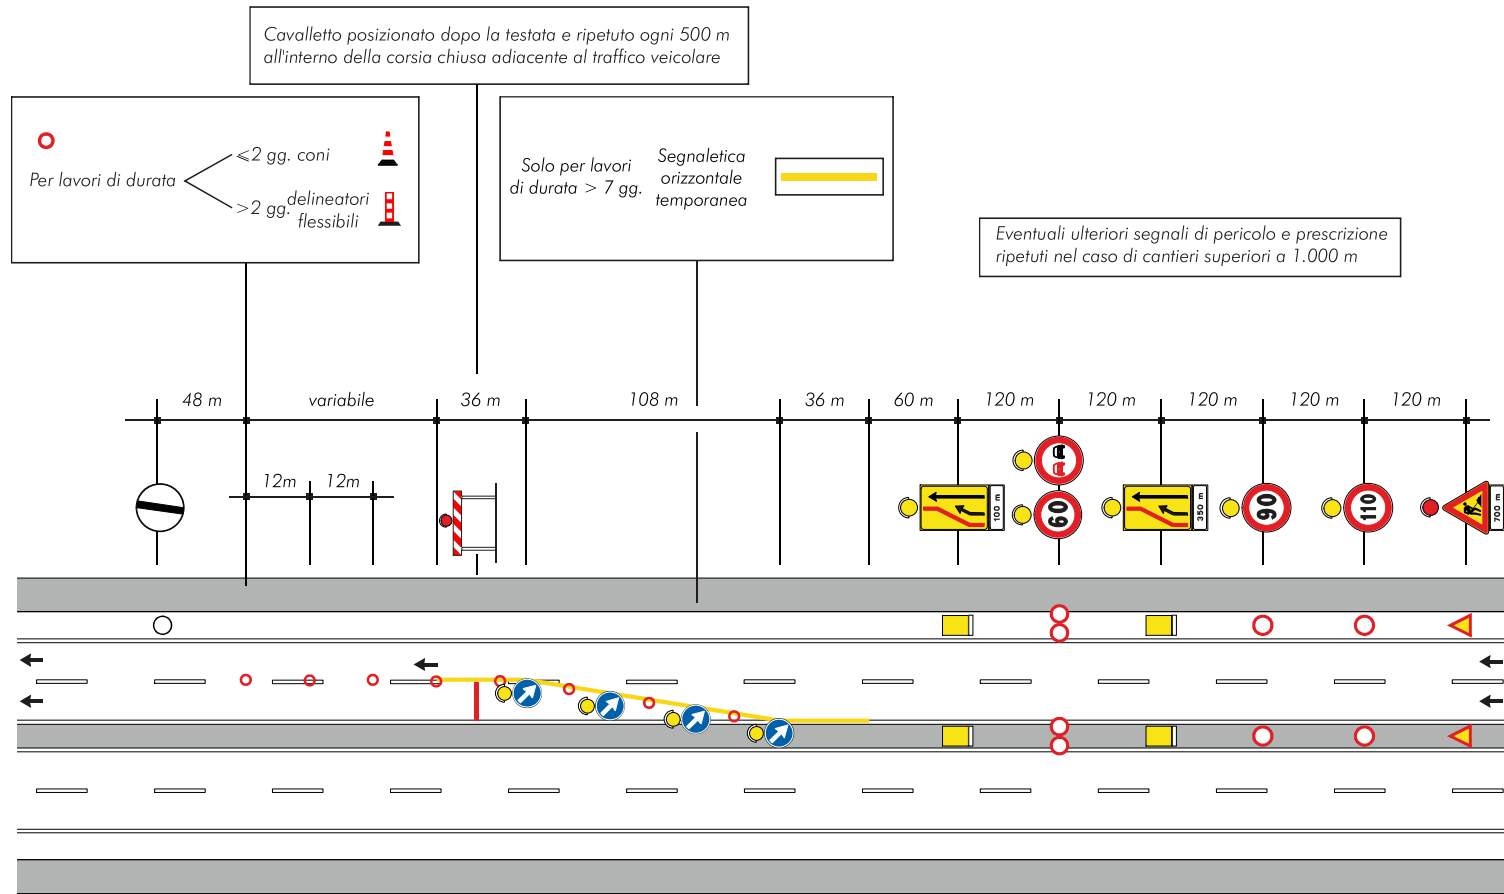 Cavalletto posizionato dopo la testata e ripetuto ogni 500 m
all'interno della corsia chiusa adiacente al traffico veicolare
Per lavori di durata
⩽2 gg. coni
>2 gg. delineatori
flessibili
Solo per lavori
di durata > 7 gg.
Segnaletica
orizzontale
temporanea
Eventuali ulteriori segnali di pericolo e prescrizione
ripetuti nel caso di cantieri superiori a 1.000 m
48 m
variabile
36 m
108 m
36 m
60 m
120 m
120 m
120 m
120 m
120 m
12m
12m
100 m
60
350 m
90
110
700 m